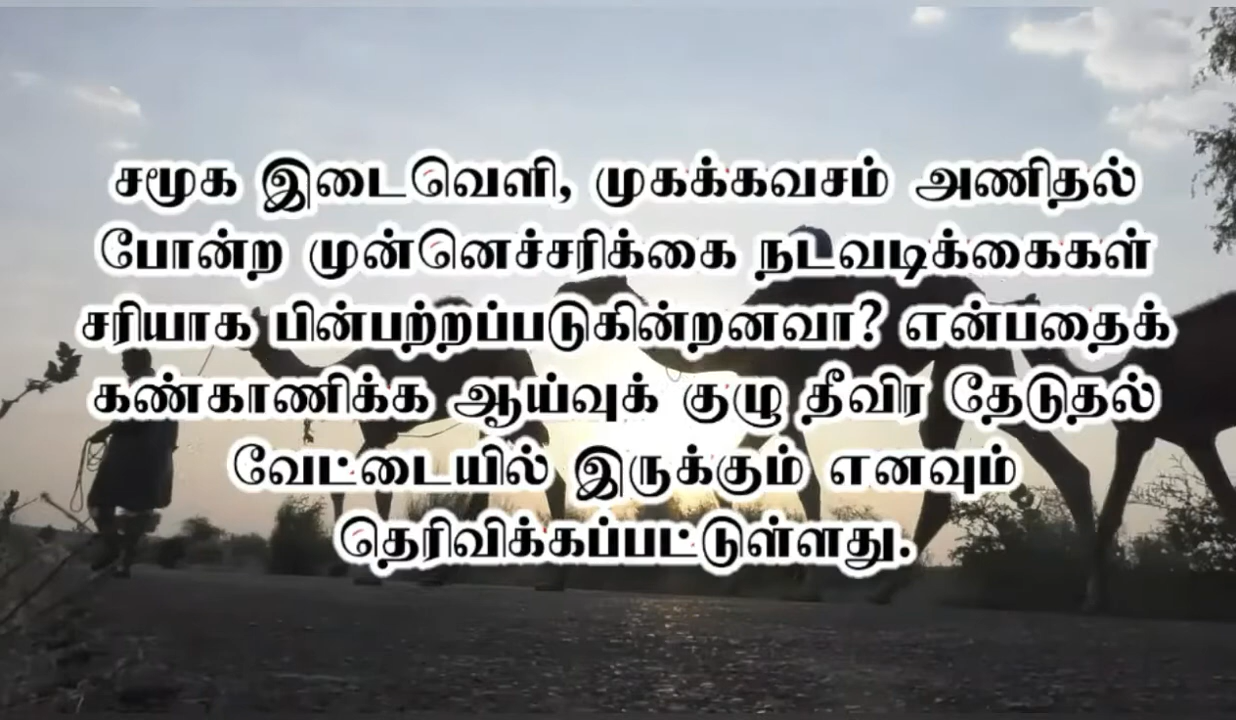 சமூக இடைவெளி, முகக்கவசம் அணிதல்
போன்ற முன்னெச்சரிக்கை நடவடிக்கைகள்
சரியாக பின்பற்றப்படுகின்றனவா? என்பதைக்
கண்காணிக்க ஆய்வுக் குழு தீவிர தேடுதல்
வேட்டையில் இருக்கும் எனவும்
தெரிவிக்கப்பட்டுள்ளது.